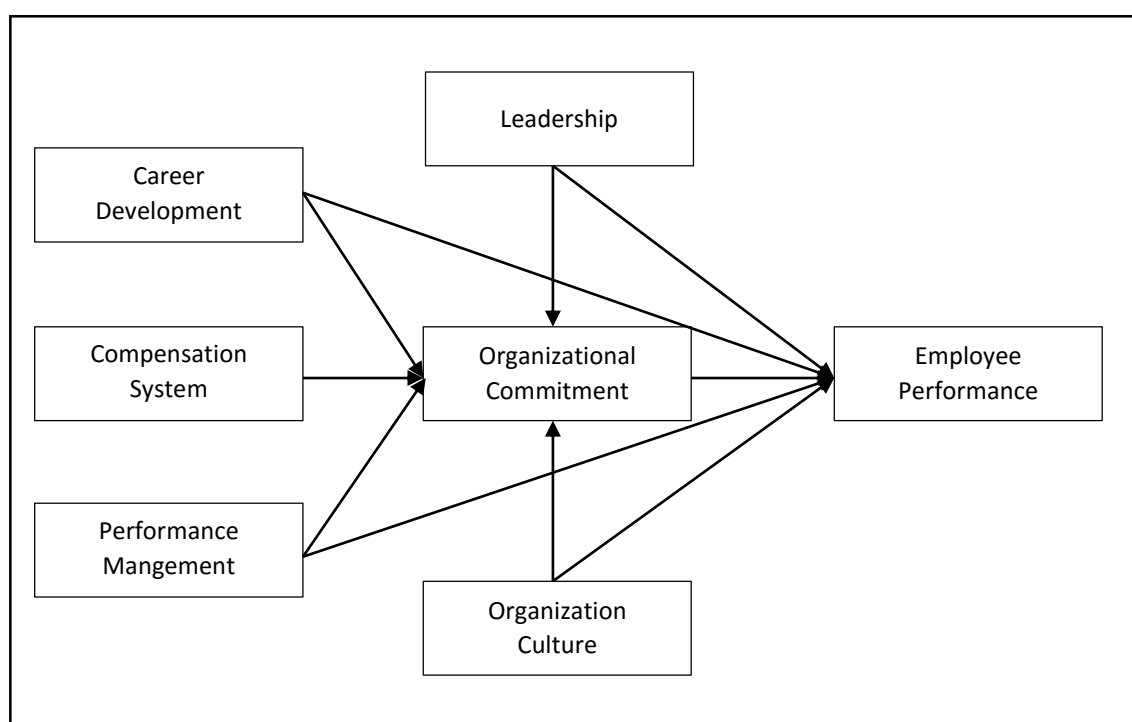 Leadership
Career
Development
Compensation
System
Organizational
Commitment
Employee
Performance
Performance
Mangement
Organization
Culture